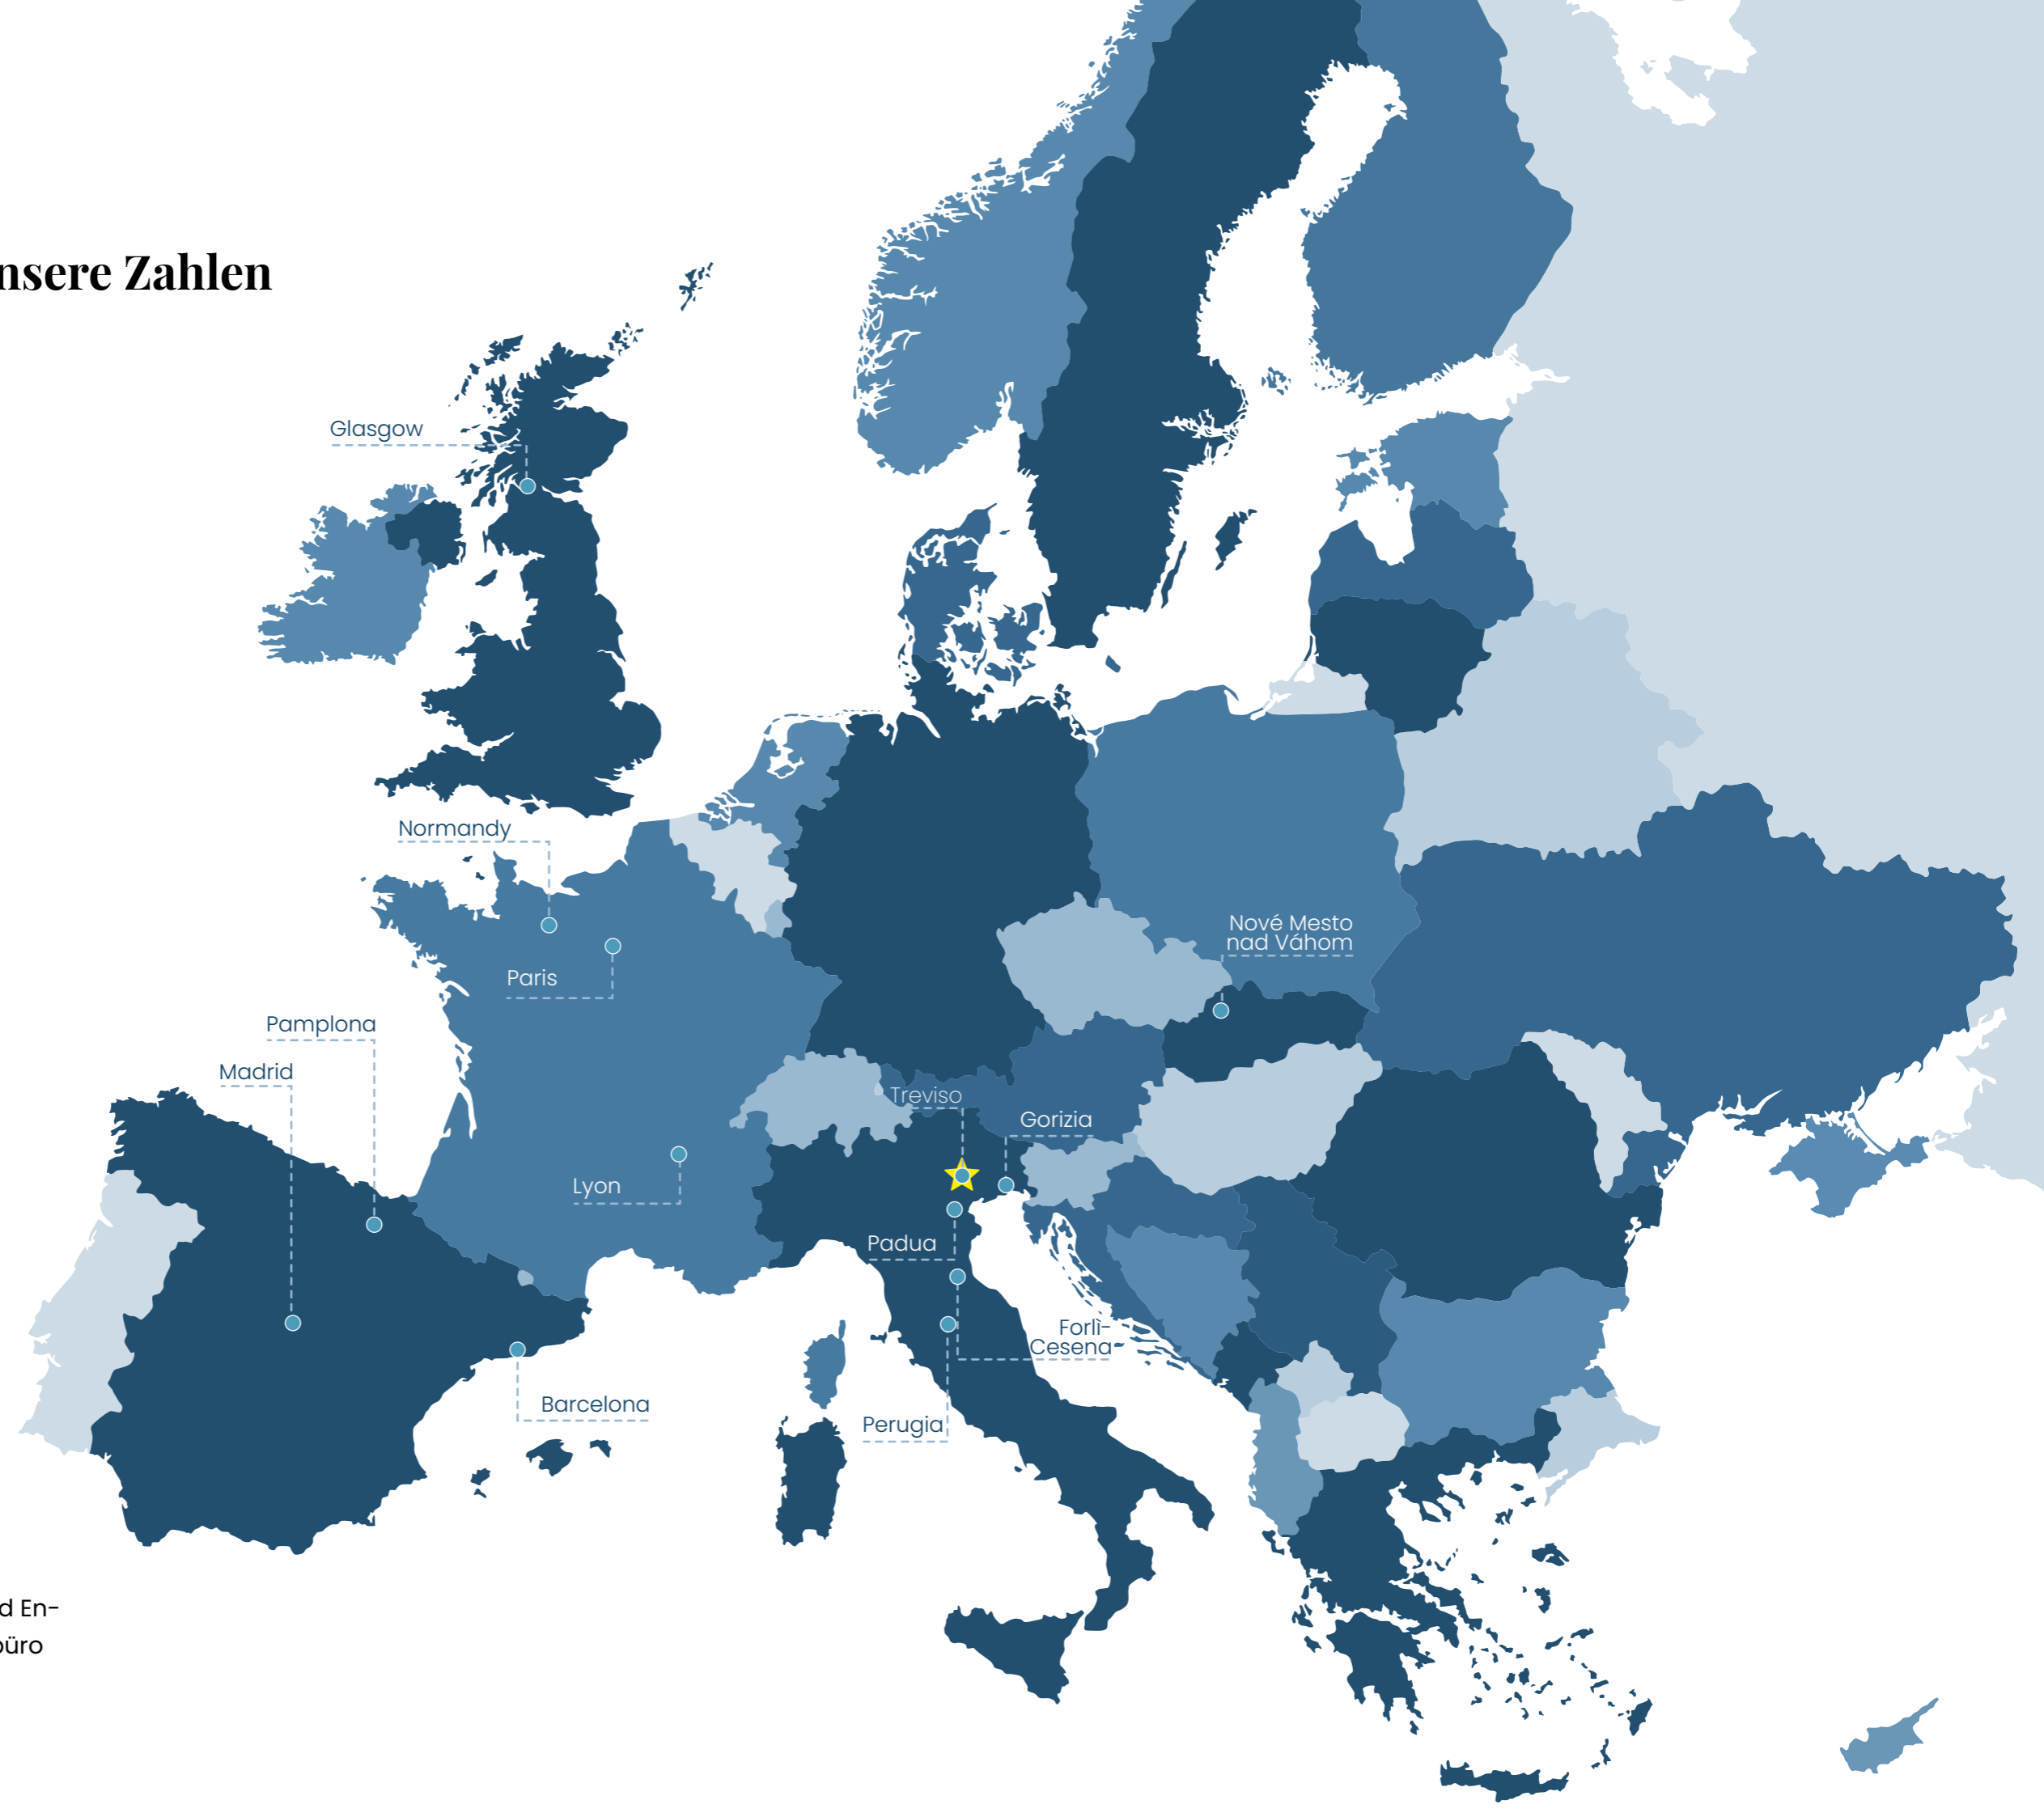 nsere Zahlen
Glasgow
Normandy
Nové Mesto
nad Váhom
Paris
Pamplona
Madrid
Treviso
Gorizia
Lyon
Padua
Forlì-
Cesena
Barcelona
Perugia
d En-
büro